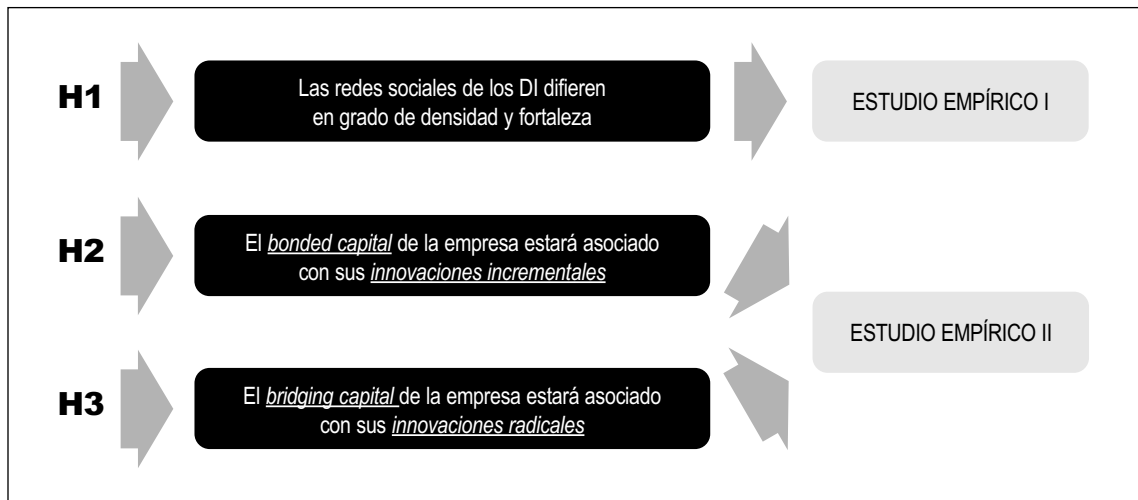 H1
Las redes sociales de los DI difieren
en grado de densidad y fortaleza
ESTUDIO EMPÍRICO I
H2
El bonded capital de la empresa estará asociado
con sus innovaciones incrementales
ESTUDIO EMPÍRICO II
H3
El bridging capital de la empresa estará asociado
con sus innovaciones radicales